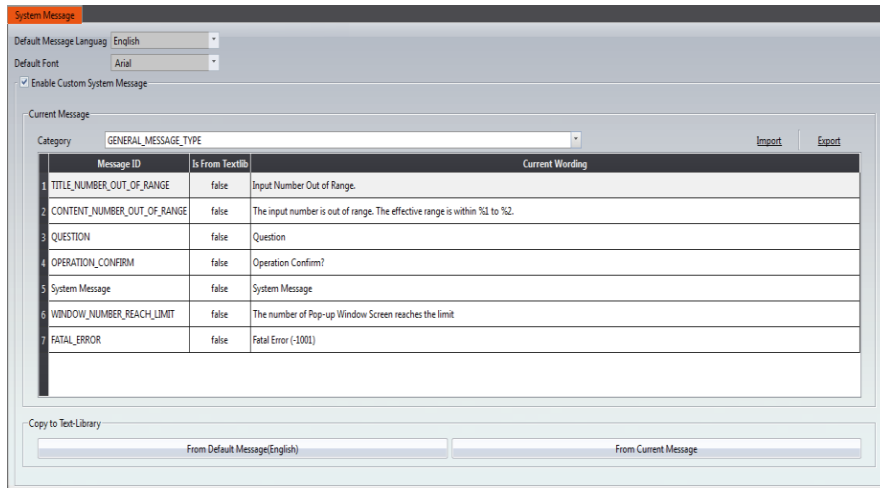 System Message
Default Message Languag English
Default Font Arial
Enable Custom System Message
Current Message
Category GENERAL_MESSAGE_TYPE Import Export
Message ID Is From Textlib Current Wording
1 TITLE_NUMBER_OUT_OF_RANGE false Input Number Out of Range.
2 CONTENT_NUMBER_OUT_OF_RANGE false The input number is out of range. The effective range is within %1 to %2.
3 QUESTION false Question
4 OPERATION_CONFIRM false Operation Confirm?
5 System Message false System Message
6 WINDOW_NUMBER_REACH_LIMIT false The number of Pop-up Window Screen reaches the limit
7 FATAL_ERROR false Fatal Error (-1001)
Copy to Text-Library
From Default Message(English) From Current Message